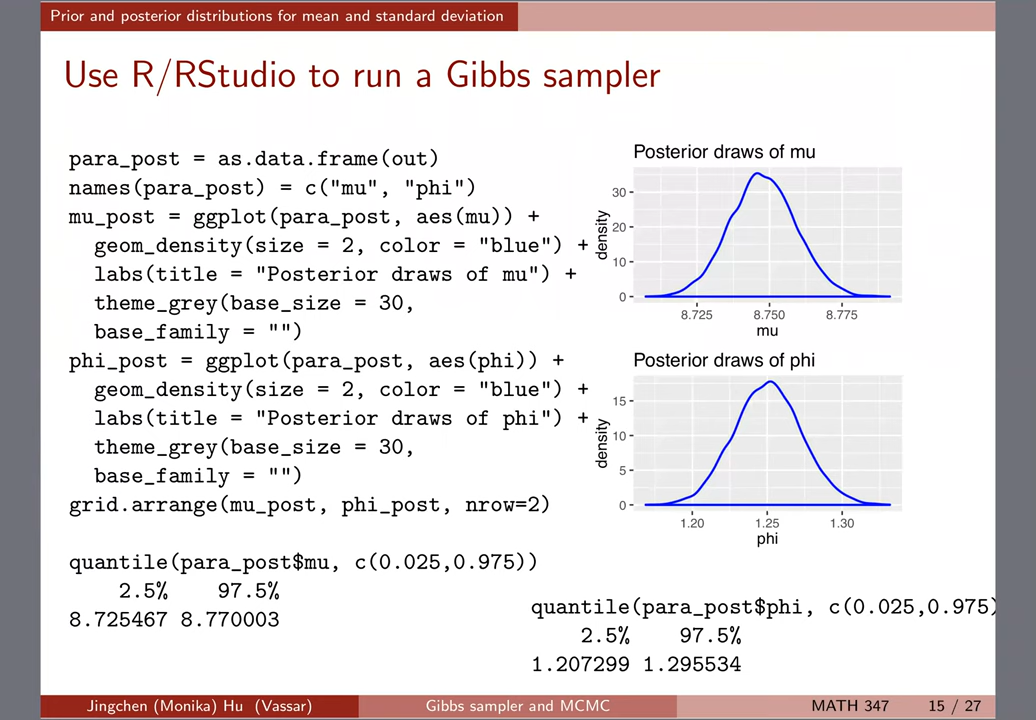 Prior and posterior distributions for mean and standard deviation
Use R/RStudio to run a Gibbs sampler
para_post = as.data.frame(out)
names(para_post) = c("mu", "phi")
mu_post = ggplot(para_post, aes(mu)) +
geom_density(size = 2, color = "blue") +
labs(title = "Posterior draws of mu") +
theme_grey(base_size = 30,
base_family = "")
phi_post = ggplot(para_post, aes(phi)) +
geom_density(size = 2, color = "blue") +
labs(title = "Posterior draws of phi") +
theme_grey(base_size = 30,
base_family = "")
grid.arrange(mu_post, phi_post, nrow=2)
quantile(para_post$mu, c(0.025,0.975))
2.5% 97.5%
8.725467 8.770003
Posterior draws of mu
density
30
20
10
0
8.725 8.750 8.775
mu
Posterior draws of phi
density
15
10
5
0
1.20 1.25 1.30
phi
quantile(para_post$phi, c(0.025,0.975)
2.5% 97.5%
1.207299 1.295534
Jingchen (Monika) Hu (Vassar) Gibbs sampler and MCMC MATH 347 15 / 27